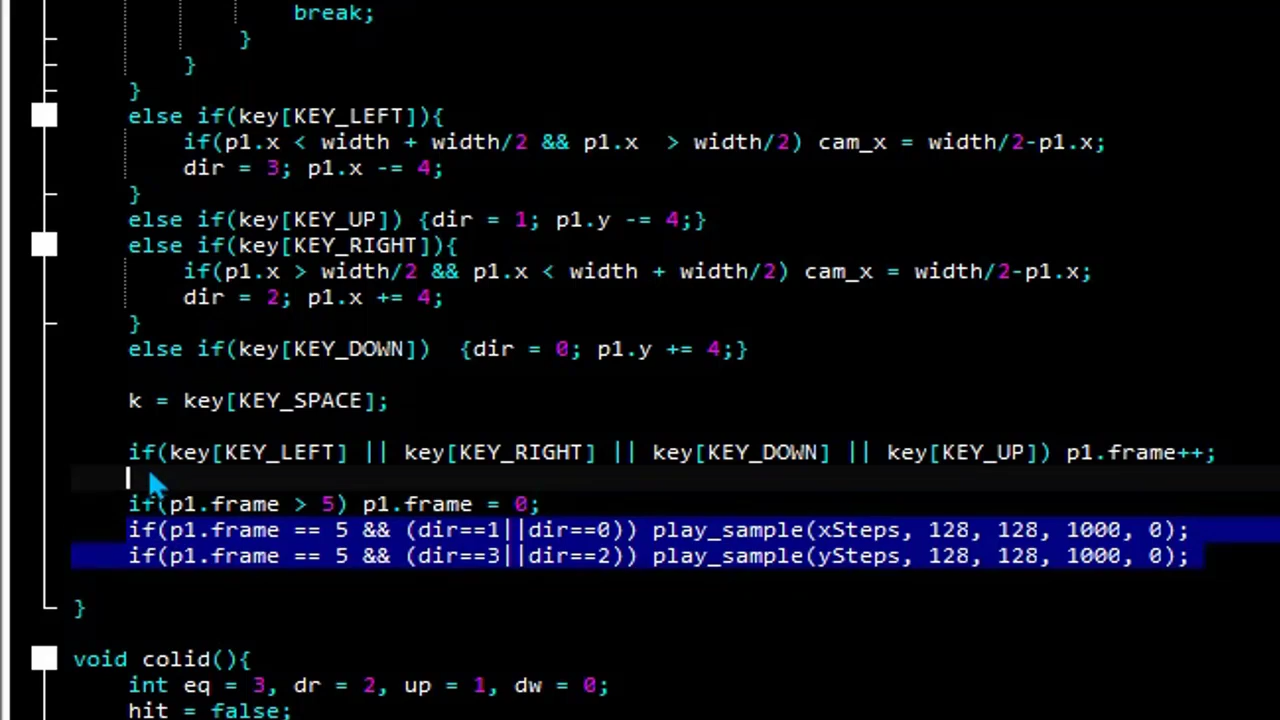 break;
}
}
}
else if(key[KEY_LEFT]){
if(p1.x < width + width/2 && p1.x  > width/2) cam_x = width/2-p1.x;
dir = 3; p1.x -= 4;
}
else if(key[KEY_UP]) {dir = 1; p1.y -= 4;}
else if(key[KEY_RIGHT]){
if(p1.x > width/2 && p1.x < width + width/2) cam_x = width/2-p1.x;
dir = 2; p1.x += 4;
}
else if(key[KEY_DOWN])  {dir = 0; p1.y += 4;}
k = key[KEY_SPACE];
if(key[KEY_LEFT] || key[KEY_RIGHT] || key[KEY_DOWN] || key[KEY_UP]) p1.frame++;
if(p1.frame > 5) p1.frame = 0;
if(p1.frame == 5 && (dir==1||dir==0)) play_sample(xSteps, 128, 128, 1000, 0);
if(p1.frame == 5 && (dir==3||dir==2)) play_sample(ySteps, 128, 128, 1000, 0);
}
void colid(){
int eq = 3, dr = 2, up = 1, dw = 0;
hit = false;